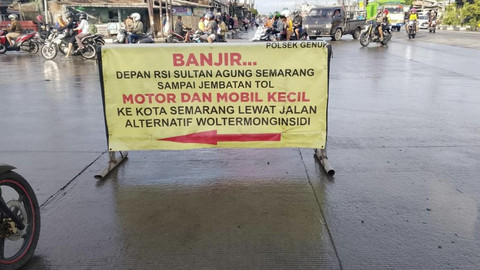 POLSEK GENUK
BANJIR...
DEPAN RSI SULTAN AGUNG SEMARANG
SAMPAI JEMBATAN TOL
MOTOR DAN MOBIL KECIL
KE KOTA SEMARANG LEWAT JALAN
ALTERNATIF WOLTERMONGINSIDI